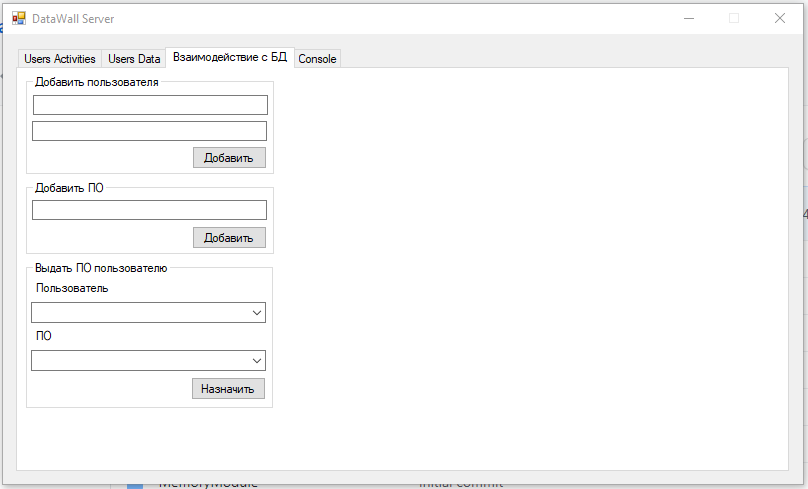 DataWall Server
Users Activities Users Data Взаимодействие с БД Console
Добавить пользователя
Добавить
Добавить ПО
Добавить
Выдать ПО пользователю
Пользователь
ПО
Назначить
MemoryModule Initial commit